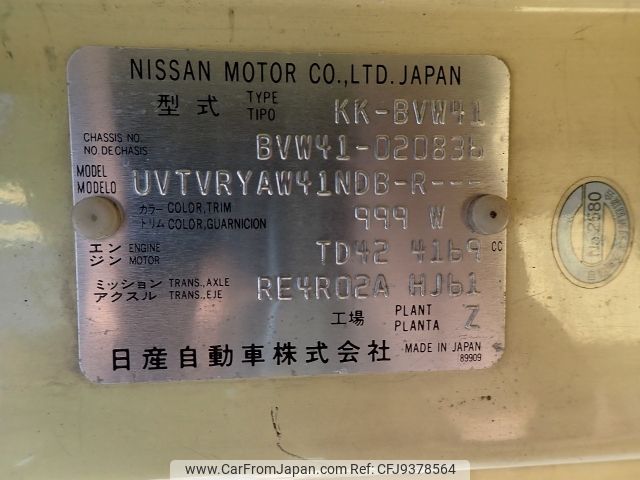 NISSAN MOTOR CO.,LTD. JAPAN
型式 TYPE TIPO KK-BVW41
CHASSIS NO. NO. DE CHASIS BVW41-020836
MODEL MODELO UVTVRYAW41NDB-R---
カラー COLOR,TRIM
トリム COLOR,GUARNICION 999 W
エンジン ENGINE MOTOR TD42 4169 CC
ミッション TRANS.,AXLE
アクスル TRANS.,EJE RE4R02A HJ61
工場 PLANT PLANTA Z
日産自動車株式会社 MADE IN JAPAN
89909
No.2580
www.CarFromJapan.com | Stock ID: CFJ9378564